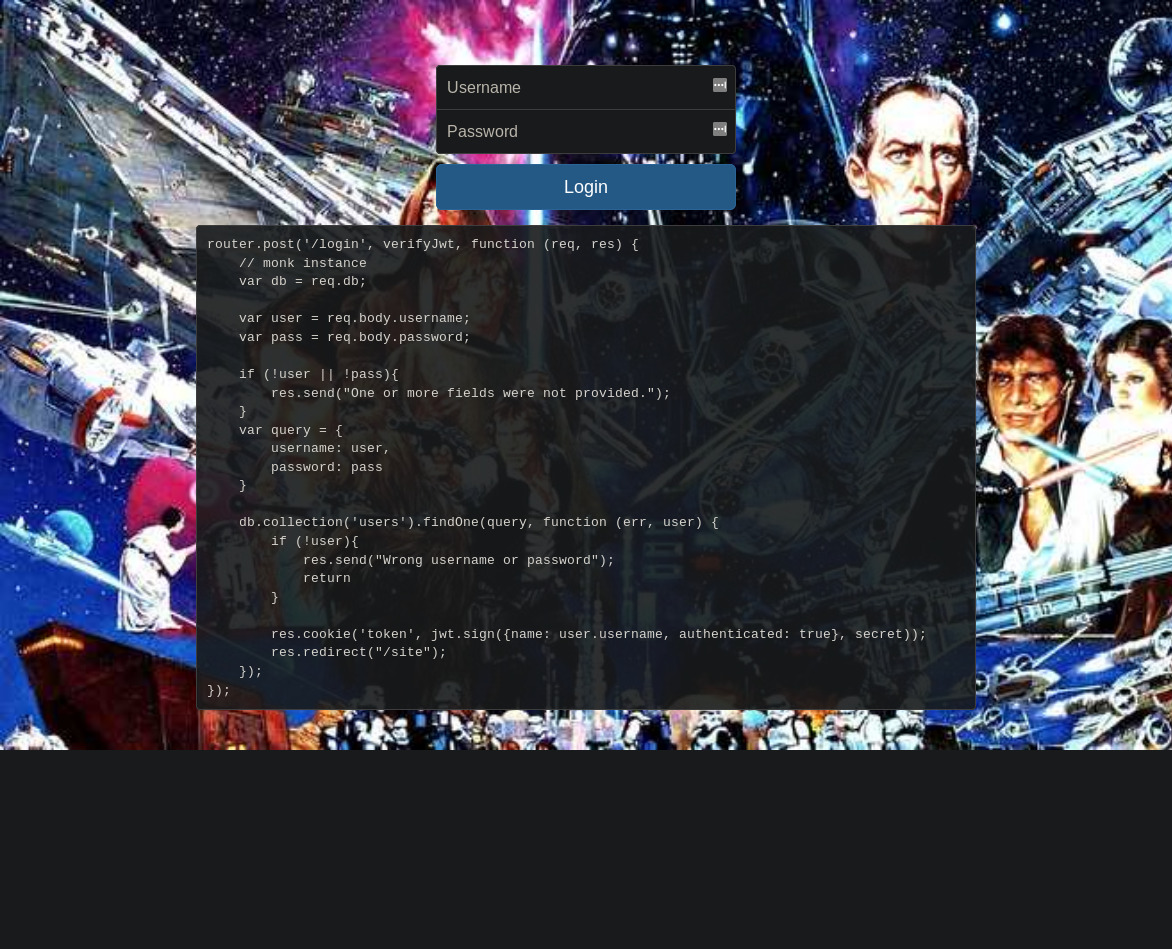 Username
Password
Login
router.post('/login', verifyJwt, function (req, res) {
    // monk instance
    var db = req.db;

    var user = req.body.username;
    var pass = req.body.password;

    if (!user || !pass){
        res.send("One or more fields were not provided.");
    }
    var query = {
        username: user,
        password: pass
    }

    db.collection('users').findOne(query, function (err, user) {
        if (!user){
            res.send("Wrong username or password");
            return
        }

        res.cookie('token', jwt.sign({name: user.username, authenticated: true}, secret));
        res.redirect("/site");
    });
});